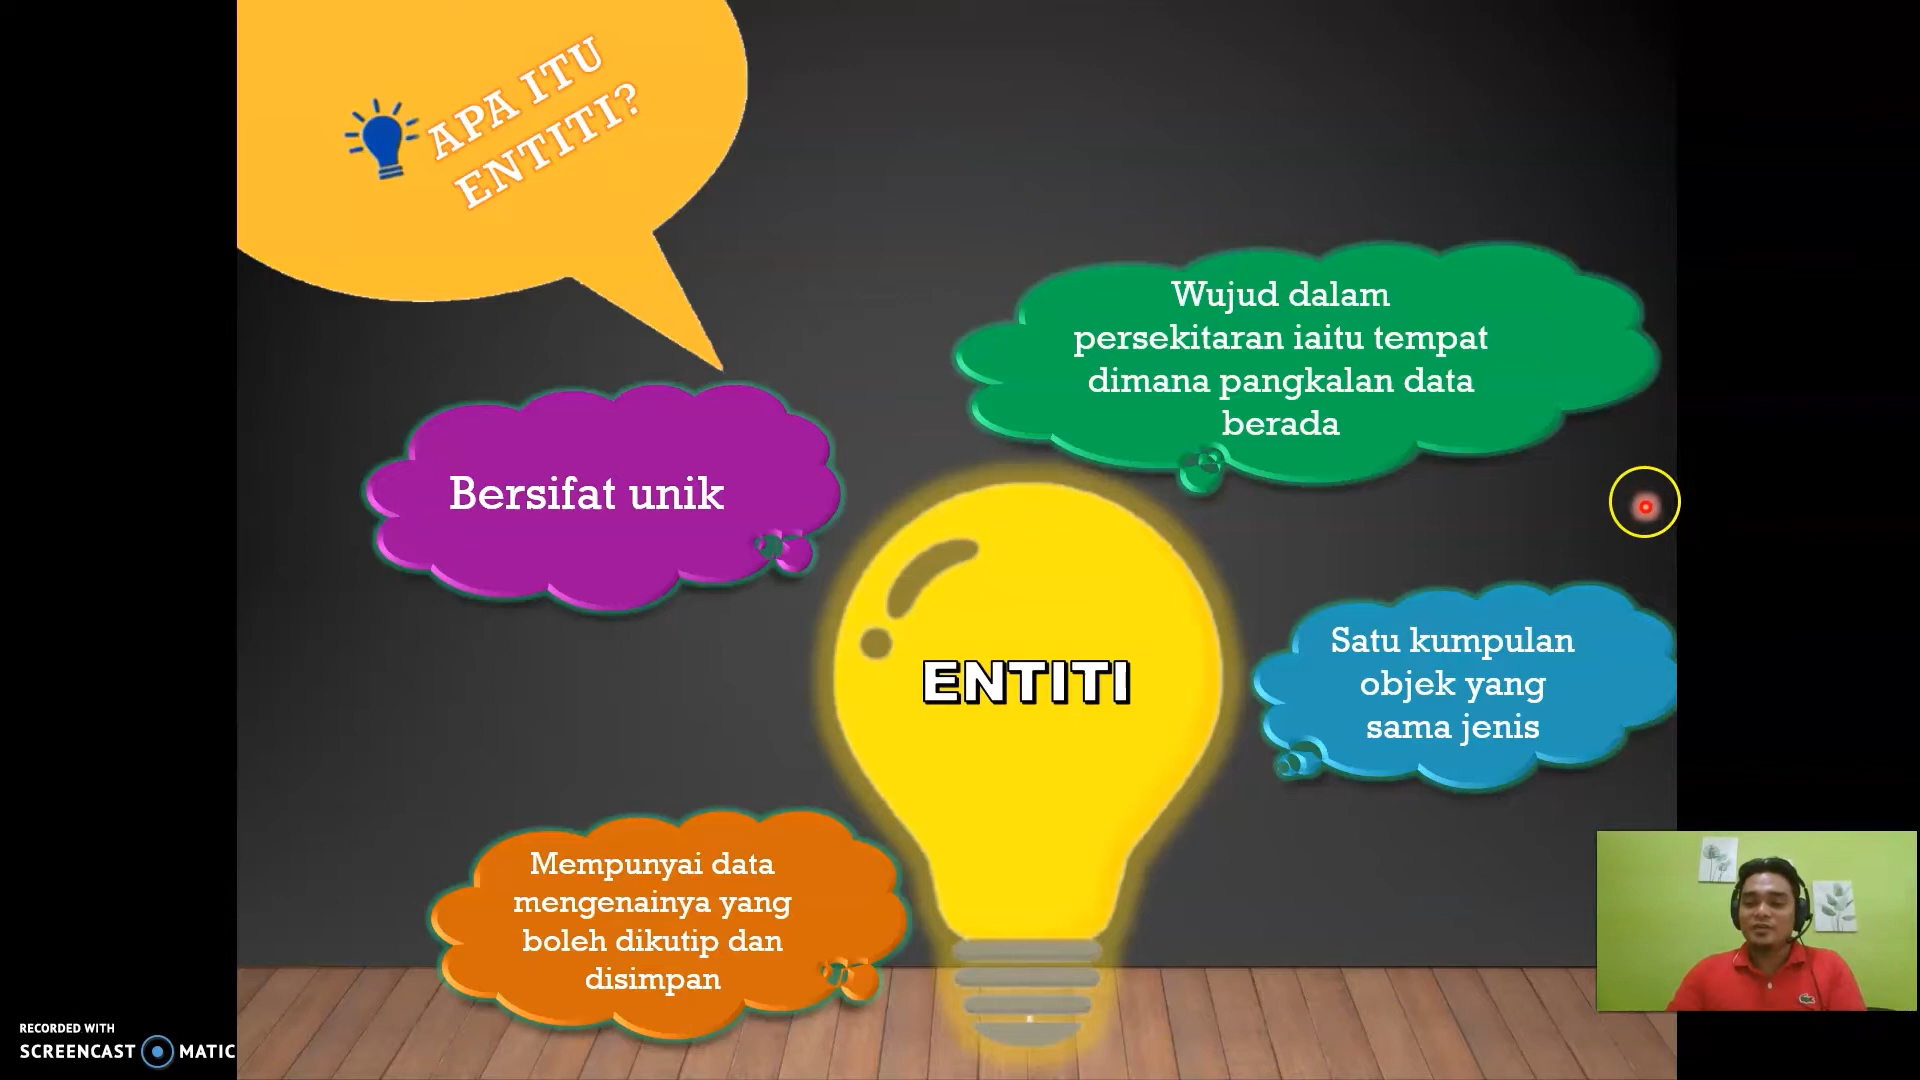 APA ITU
ENTITI?
Wujud dalam
persekitaran iaitu tempat
dimana pangkalan data
berada
Bersifat unik
ENTITI
Satu kumpulan
objek yang
sama jenis
Mempunyai data
mengenainya yang
boleh dikutip dan
disimpan
RECORDED WITH
SCREENCAST MATIC